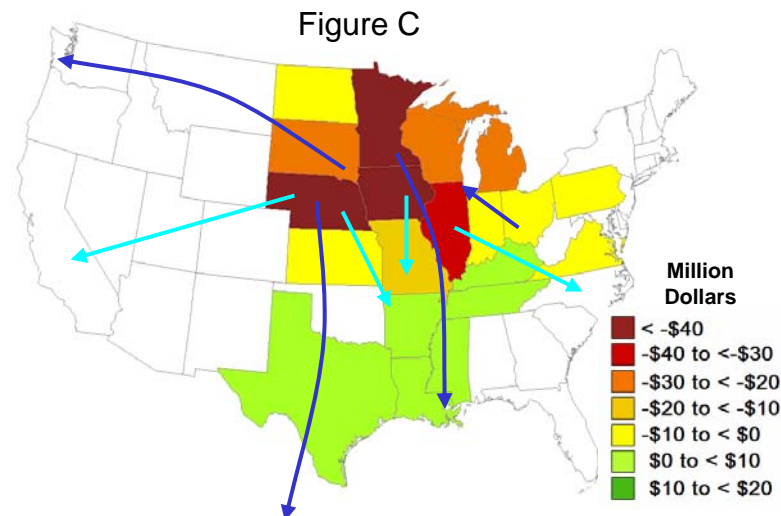 Figure C
Million
Dollars
< -$40
-$40 to <-$30
-$30 to < -$20
-$20 to < -$10
-$10 to < $0
$0 to < $10
$10 to < $20